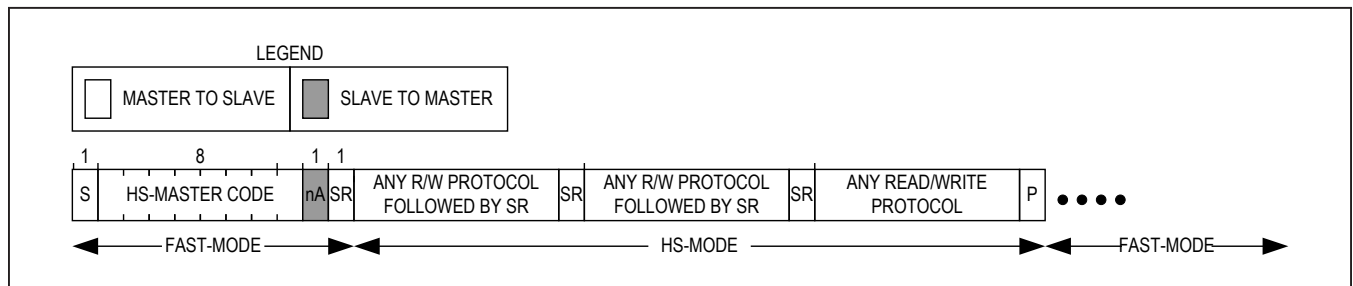 LEGEND
MASTER TO SLAVE SLAVE TO MASTER
1 8 1 1
S HS-MASTER CODE nA SR ANY R/W PROTOCOL FOLLOWED BY SR SR ANY R/W PROTOCOL FOLLOWED BY SR SR ANY READ/WRITE PROTOCOL P
FAST-MODE HS-MODE FAST-MODE